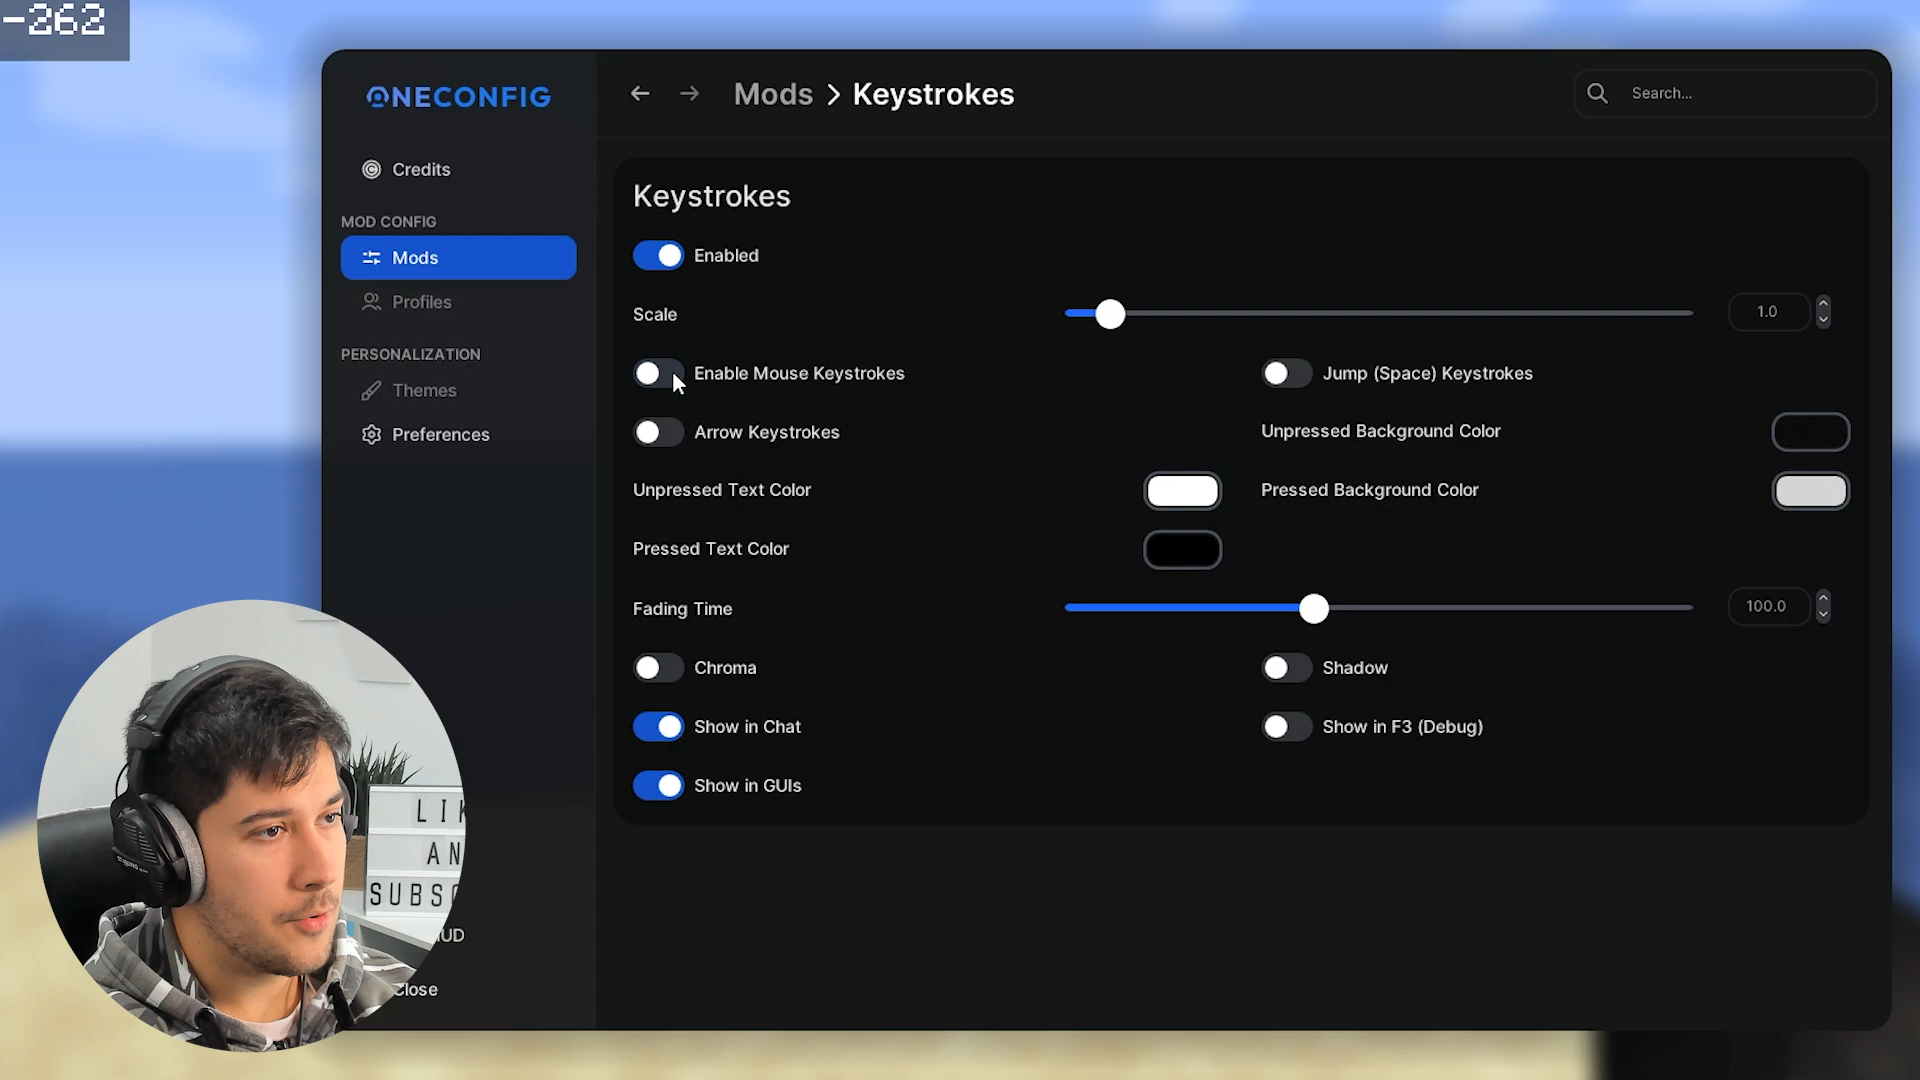 -262
ONECONFIG
Mods > Keystrokes
Search...
Credits
MOD CONFIG
Mods
Profiles
PERSONALIZATION
Themes
Preferences
Close
Keystrokes
Enabled
Scale
1.0
Enable Mouse Keystrokes
Jump (Space) Keystrokes
Arrow Keystrokes
Unpressed Background Color
Unpressed Text Color
Pressed Background Color
Pressed Text Color
Fading Time
100.0
Chroma
Shadow
Show in Chat
Show in F3 (Debug)
Show in GUIs
LI
AN
SUBSC
UD